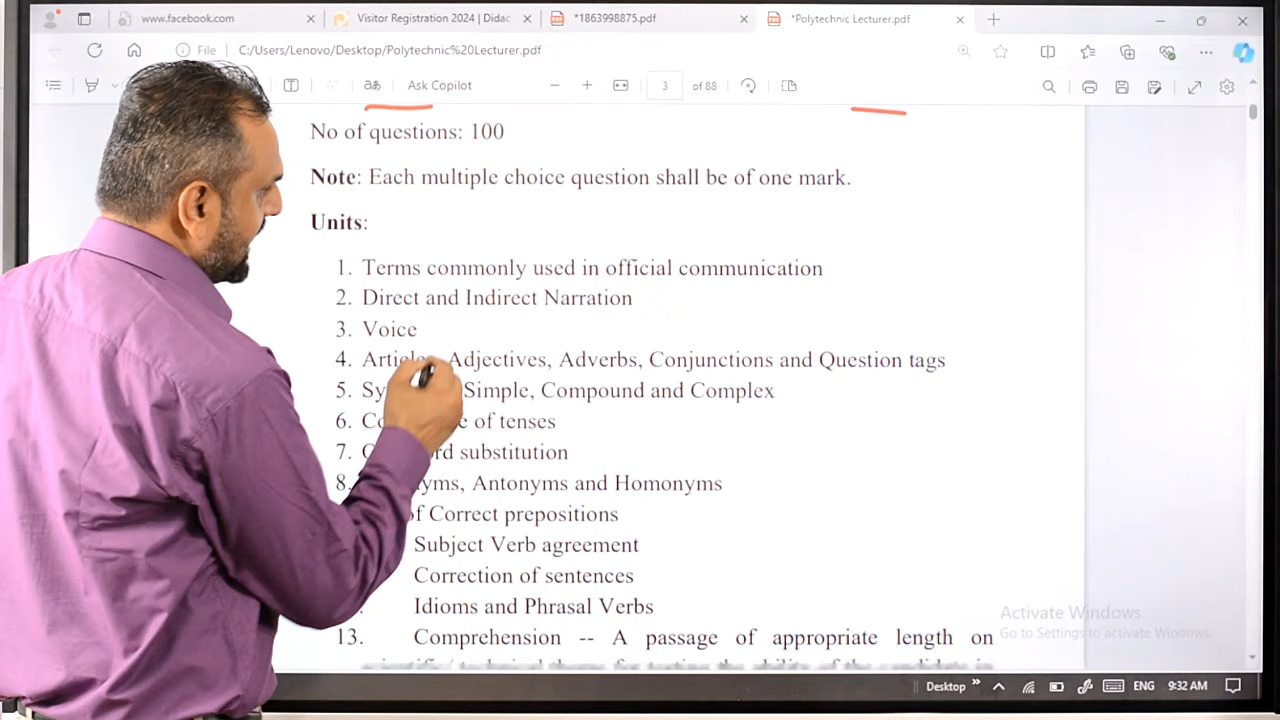 www.facebook.com
Visitor Registration 2024 | Didac
*1863998875.pdf
*Polytechnic Lecturer.pdf
File C:/Users/Lenovo/Desktop/Polytechnic%20Lecturer.pdf
Ask Copilot
3 of 88
No of questions: 100
Note: Each multiple choice question shall be of one mark.
Units:
1. Terms commonly used in official communication
2. Direct and Indirect Narration
3. Voice
4. Adjectives, Adverbs, Conjunctions and Question tags
5. Simple, Compound and Complex
6. of tenses
7. substitution
8. Antonyms and Homonyms
of Correct prepositions
Subject Verb agreement
Correction of sentences
Idioms and Phrasal Verbs
13. Comprehension -- A passage of appropriate length on
Activate Windows
Go to Settings to activate Windows.
Desktop
ENG
9:32 AM